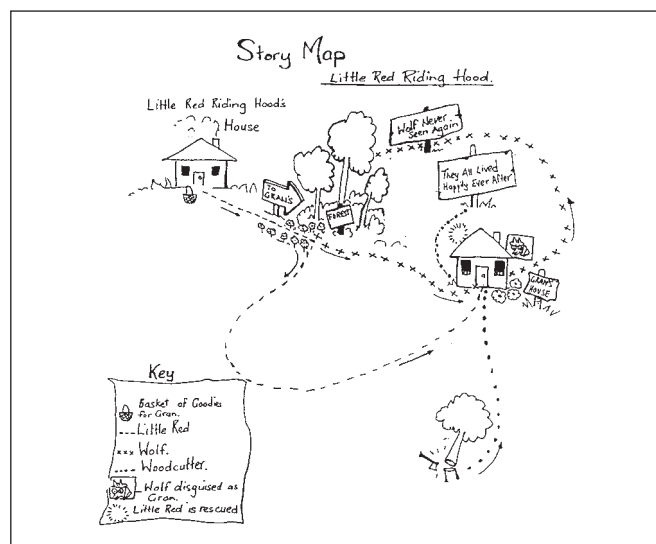 Story Map
Little Red Riding Hood.
Little Red Riding Hood's
House
TO
GRAN'S
FOREST
Wolf Never
Seen Again
They All Lived
Happily Ever After
GRAN'S
HOUSE
Key
Basket of Goodies
for Gran.
Little Red
Wolf.
Woodcutter.
Wolf disguised as
Gran.
Little Red is rescued